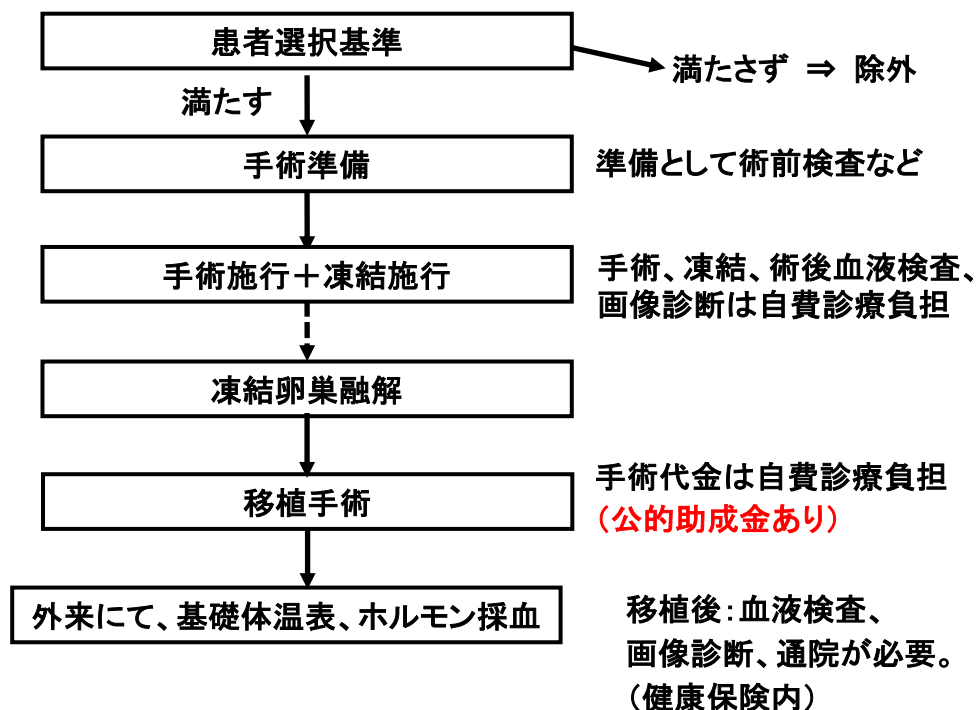 患者選択基準
満たさず ⇒ 除外
満たす
手術準備
準備として術前検査など
手術施行＋凍結施行
手術、凍結、術後血液検査、
画像診断は自費診療負担
凍結卵巣融解
移植手術
手術代金は自費診療負担
（公的助成金あり）
外来にて、基礎体温表、ホルモン採血
移植後：血液検査、
画像診断、通院が必要。
（健康保険内）